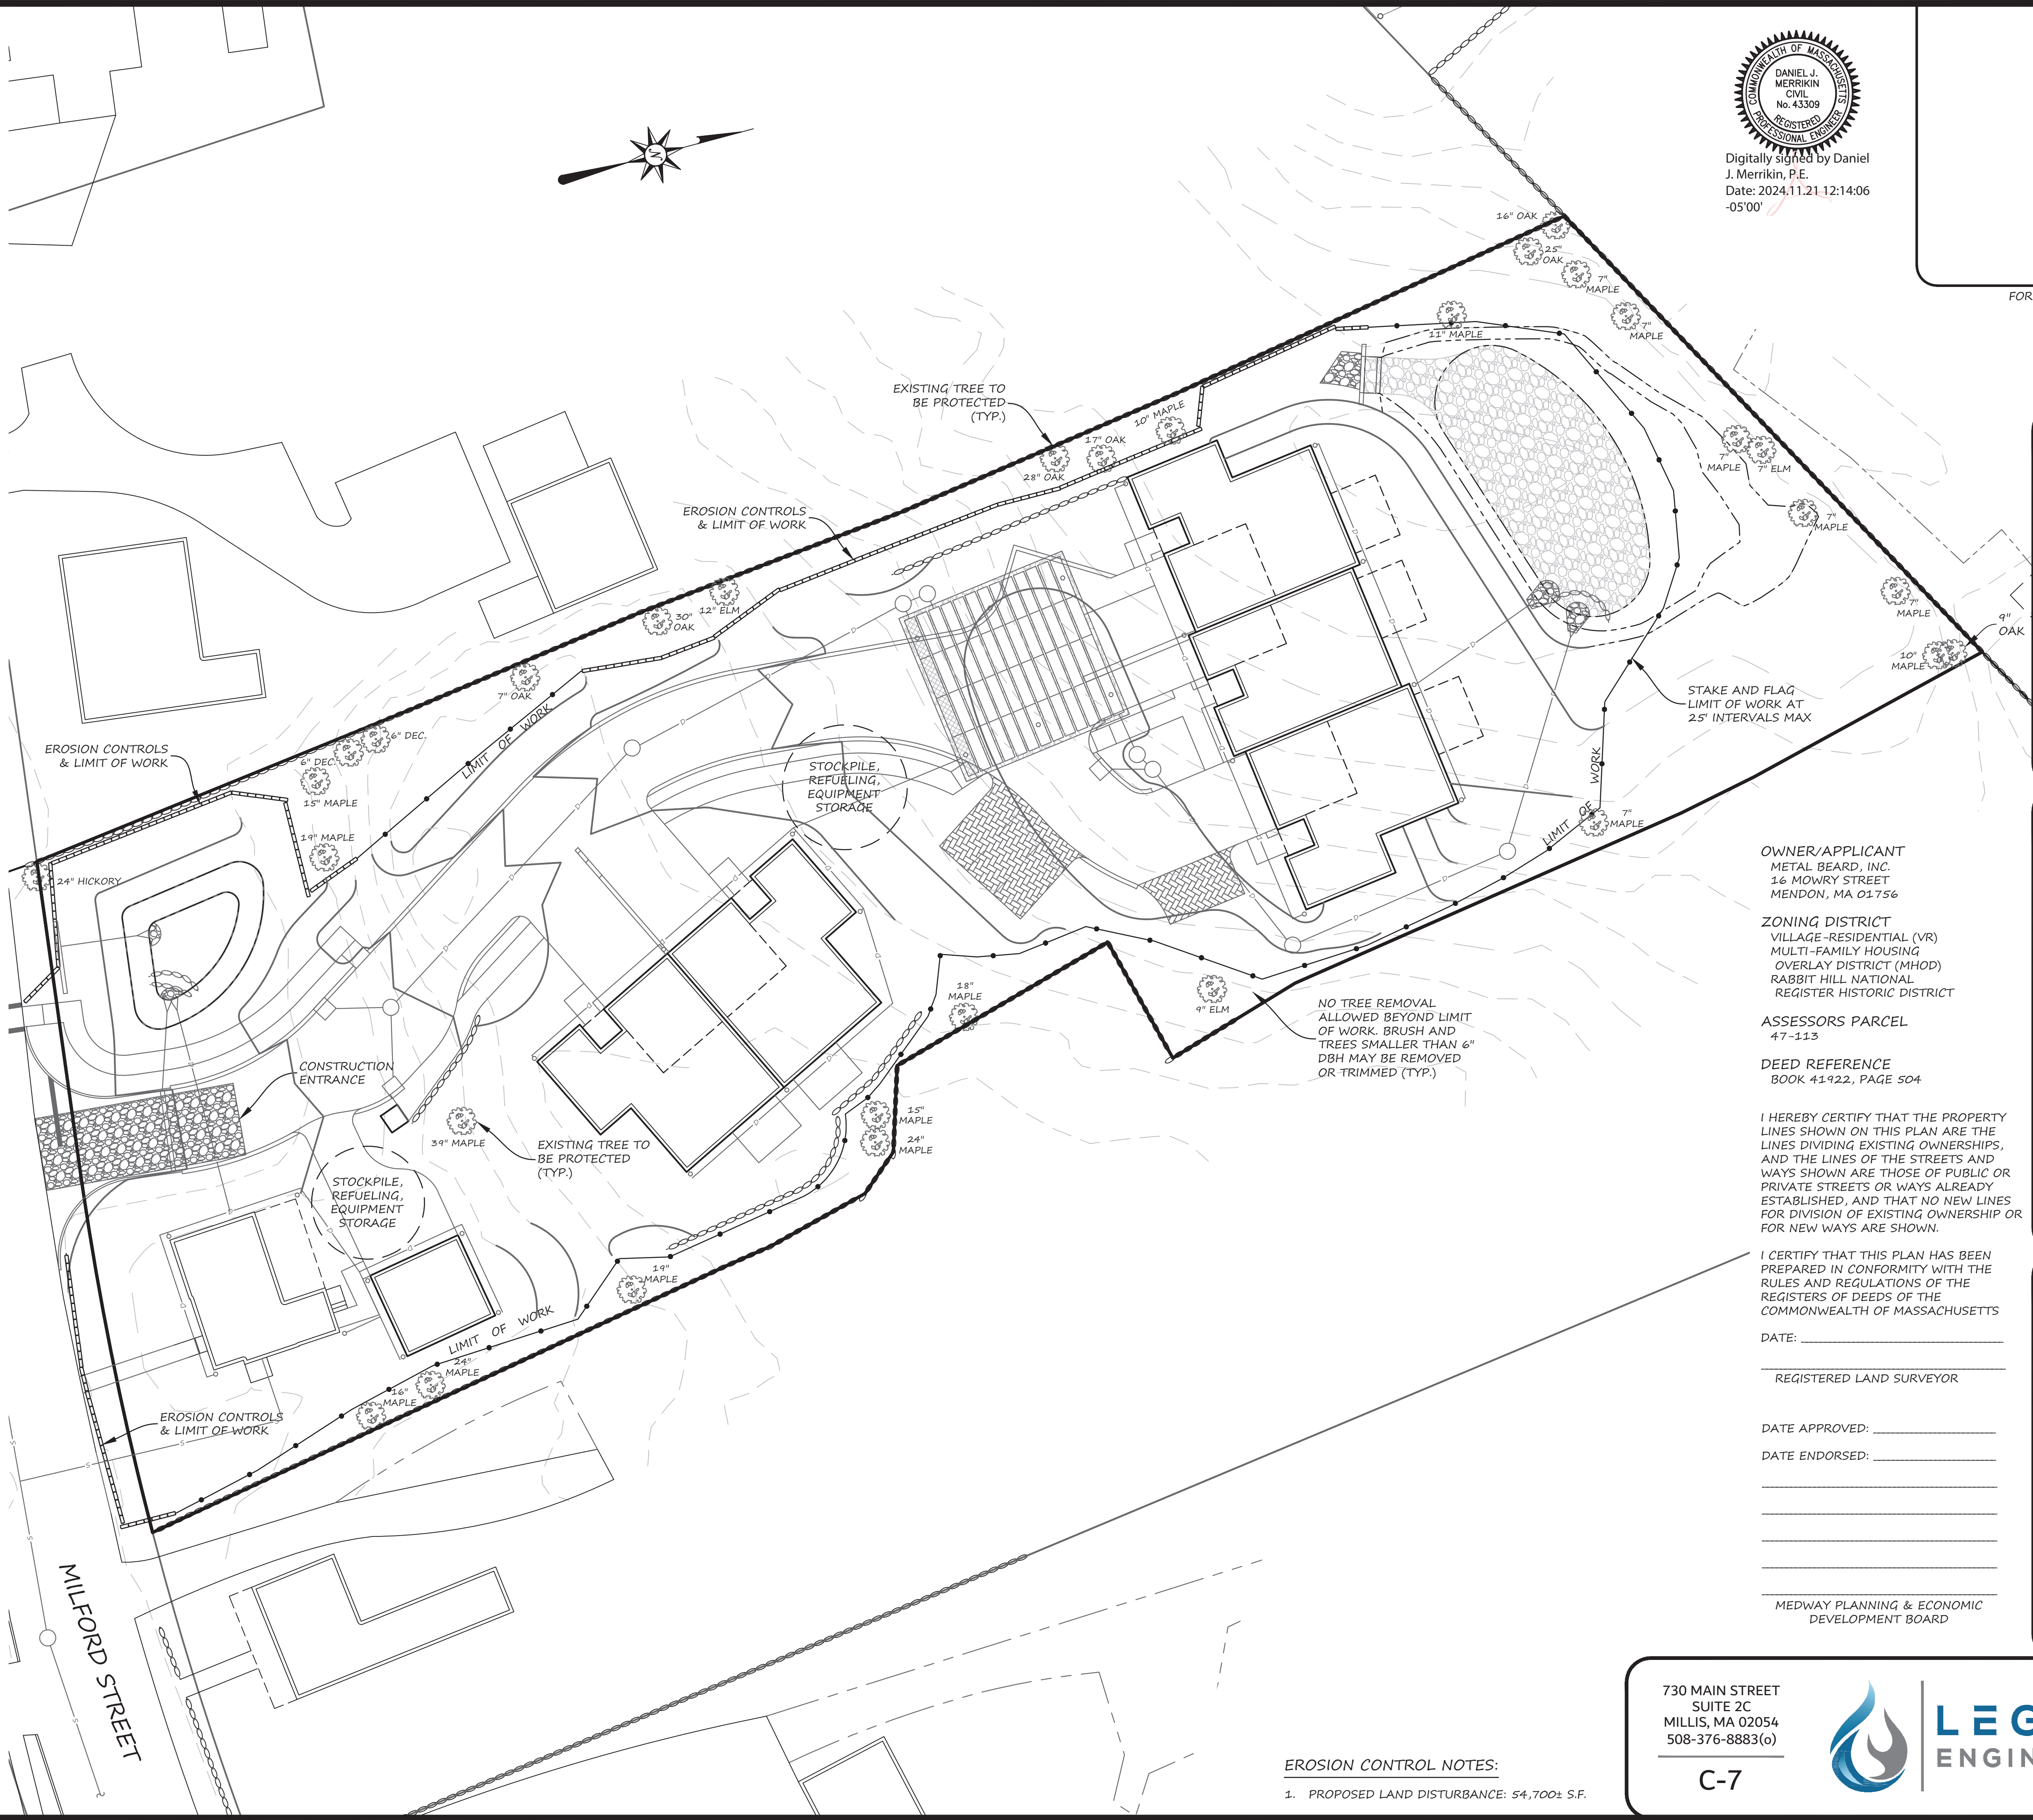 COMMONWEALTH OF MASSACHUSETTS
DANIEL J.
MERRIKIN
CIVIL
No. 43309
REGISTERED
PROFESSIONAL ENGINEER
Digitally signed by Daniel
J. Merrikin, P.E.
Date: 2024.11.21 12:14:06
-05'00'
FOR
N
16" OAK
25"
OAK
7"
MAPLE
7"
MAPLE
11" MAPLE
EXISTING TREE TO
BE PROTECTED
(TYP.)
10" MAPLE
17" OAK
28" OAK
7"
MAPLE
7" ELM
7"
MAPLE
EROSION CONTROLS
& LIMIT OF WORK
12" ELM
30"
OAK
7"
MAPLE
9"
OAK
10"
MAPLE
7" OAK
STAKE AND FLAG
LIMIT OF WORK AT
25' INTERVALS MAX
LIMIT OF WORK
6" DEC.
6" DEC.
EROSION CONTROLS
& LIMIT OF WORK
15" MAPLE
STOCKPILE,
REFUELING,
EQUIPMENT
STORAGE
LIMIT OF WORK
7"
MAPLE
19" MAPLE
24" HICKORY
18"
MAPLE
9" ELM
NO TREE REMOVAL
ALLOWED BEYOND LIMIT
OF WORK. BRUSH AND
TREES SMALLER THAN 6"
DBH MAY BE REMOVED
OR TRIMMED (TYP.)
CONSTRUCTION
ENTRANCE
39" MAPLE
EXISTING TREE TO
BE PROTECTED
(TYP.)
15"
MAPLE
24"
MAPLE
STOCKPILE,
REFUELING,
EQUIPMENT
STORAGE
19"
MAPLE
LIMIT OF WORK
24"
MAPLE
16"
MAPLE
EROSION CONTROLS
& LIMIT OF WORK
MILFORD STREET
OWNER/APPLICANT
METAL BEARD, INC.
16 MOWRY STREET
MENDON, MA 01756
ZONING DISTRICT
VILLAGE-RESIDENTIAL (VR)
MULTI-FAMILY HOUSING
OVERLAY DISTRICT (MHOD)
RABBIT HILL NATIONAL
REGISTER HISTORIC DISTRICT
ASSESSORS PARCEL
47-113
DEED REFERENCE
BOOK 41922, PAGE 504
I HEREBY CERTIFY THAT THE PROPERTY
LINES SHOWN ON THIS PLAN ARE THE
LINES DIVIDING EXISTING OWNERSHIPS,
AND THE LINES OF THE STREETS AND
WAYS SHOWN ARE THOSE OF PUBLIC OR
PRIVATE STREETS OR WAYS ALREADY
ESTABLISHED, AND THAT NO NEW LINES
FOR DIVISION OF EXISTING OWNERSHIP OR
FOR NEW WAYS ARE SHOWN.
I CERTIFY THAT THIS PLAN HAS BEEN
PREPARED IN CONFORMITY WITH THE
RULES AND REGULATIONS OF THE
REGISTERS OF DEEDS OF THE
COMMONWEALTH OF MASSACHUSETTS
DATE:
REGISTERED LAND SURVEYOR
DATE APPROVED:
DATE ENDORSED:
MEDWAY PLANNING & ECONOMIC
DEVELOPMENT BOARD
EROSION CONTROL NOTES:
1. PROPOSED LAND DISTURBANCE: 54,700± S.F.
730 MAIN STREET
SUITE 2C
MILLIS, MA 02054
508-376-8883(o)
C-7
LEG
ENGIN